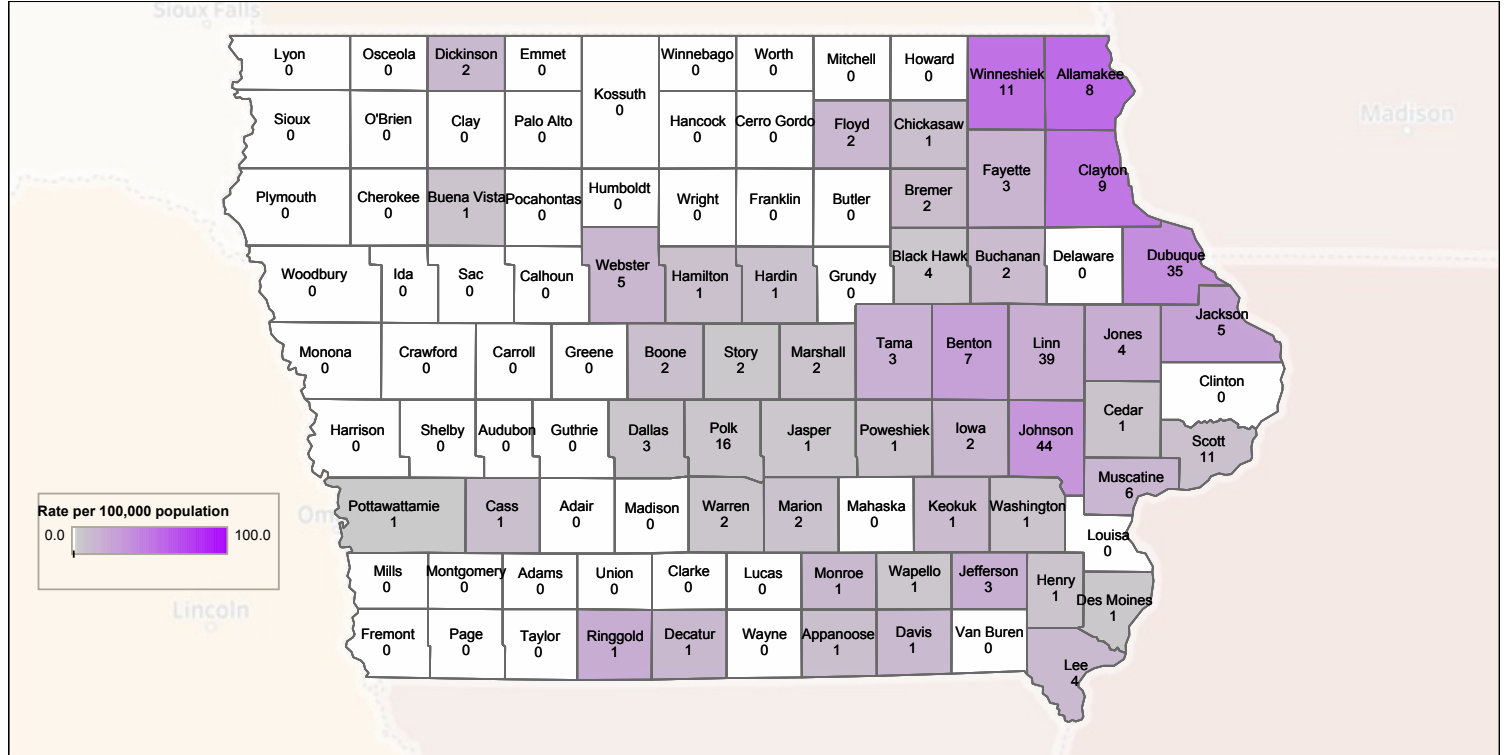 Sioux Falls
Lyon
0
Osceola
0
Dickinson
2
Emmet
0
Kossuth
0
Winnebago
0
Worth
0
Mitchell
0
Howard
0
Winneshiek
11
Allamakee
8
Madison
Sioux
0
O'Brien
0
Clay
0
Palo Alto
0
Hancock
0
Cerro Gordo
0
Floyd
2
Chickasaw
1
Fayette
3
Clayton
9
Plymouth
0
Cherokee
0
Buena Vista
1
Pocahontas
0
Humboldt
0
Wright
0
Franklin
0
Butler
0
Bremer
2
Woodbury
0
Ida
0
Sac
0
Calhoun
0
Webster
5
Hamilton
1
Hardin
1
Grundy
0
Black Hawk
4
Buchanan
2
Delaware
0
Dubuque
35
Jackson
5
Monona
0
Crawford
0
Carroll
0
Greene
0
Boone
2
Story
2
Marshall
2
Tama
3
Benton
7
Linn
39
Jones
4
Clinton
0
Harrison
0
Shelby
0
Audubon
0
Guthrie
0
Dallas
3
Polk
16
Jasper
1
Poweshiek
1
Iowa
2
Johnson
44
Cedar
1
Scott
11
Muscatine
6
Pottawattamie
1
Cass
1
Adair
0
Madison
0
Warren
2
Marion
2
Mahaska
0
Keokuk
1
Washington
1
Louisa
0
Mills
0
Montgomery
0
Adams
0
Union
0
Clarke
0
Lucas
0
Monroe
1
Wapello
1
Jefferson
3
Henry
1
Des Moines
1
Fremont
0
Page
0
Taylor
0
Ringgold
1
Decatur
1
Wayne
0
Appanoose
1
Davis
1
Van Buren
0
Lee
4
Om
Rate per 100,000 population
0.0
100.0
Lincoln